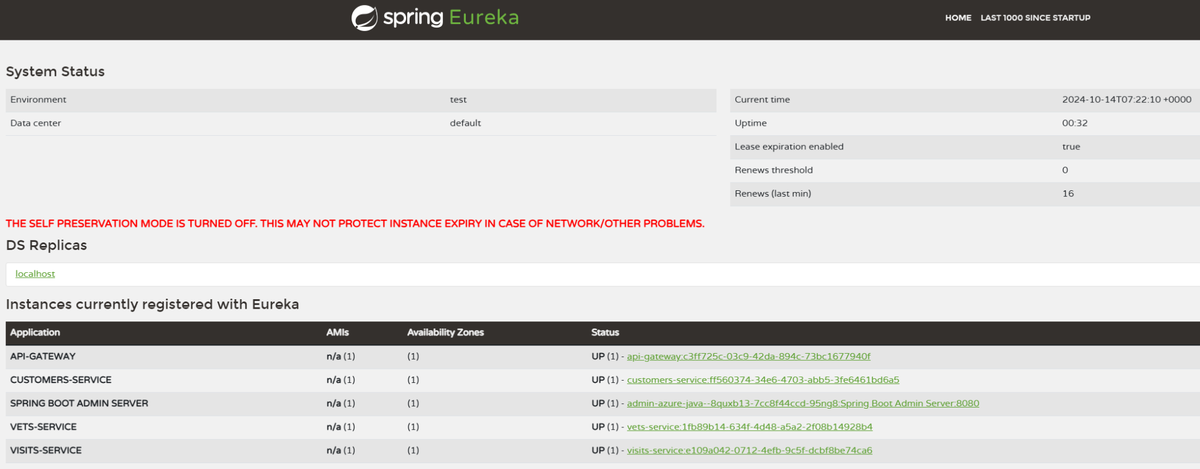 spring Eureka
HOME LAST 1000 SINCE STARTUP
System Status
Environment test
Data center default
Current time 2024-10-14T07:22:10 +0000
Uptime 00:32
Lease expiration enabled true
Renews threshold 0
Renews (last min) 16
THE SELF PRESERVATION MODE IS TURNED OFF. THIS MAY NOT PROTECT INSTANCE EXPIRY IN CASE OF NETWORK/OTHER PROBLEMS.
DS Replicas
localhost
Instances currently registered with Eureka
Application AMIs Availability Zones Status
API-GATEWAY n/a (1) (1) UP (1) - api-gateway:c3ff725c-03c9-42da-894c-73bc1677940f
CUSTOMERS-SERVICE n/a (1) (1) UP (1) - customers-service:ff560374-34e6-4703-abb5-3fe6461bd6a5
SPRING BOOT ADMIN SERVER n/a (1) (1) UP (1) - admin-azure-java--8quxb13-7cc8f44ccd-95ng8:Spring Boot Admin Server:8080
VETS-SERVICE n/a (1) (1) UP (1) - vets-service:1fb89b14-634f-4d48-a5a2-2f08b14928b4
VISITS-SERVICE n/a (1) (1) UP (1) - visits-service:e109a042-0712-4efb-9c5f-dcbf8be74ca6